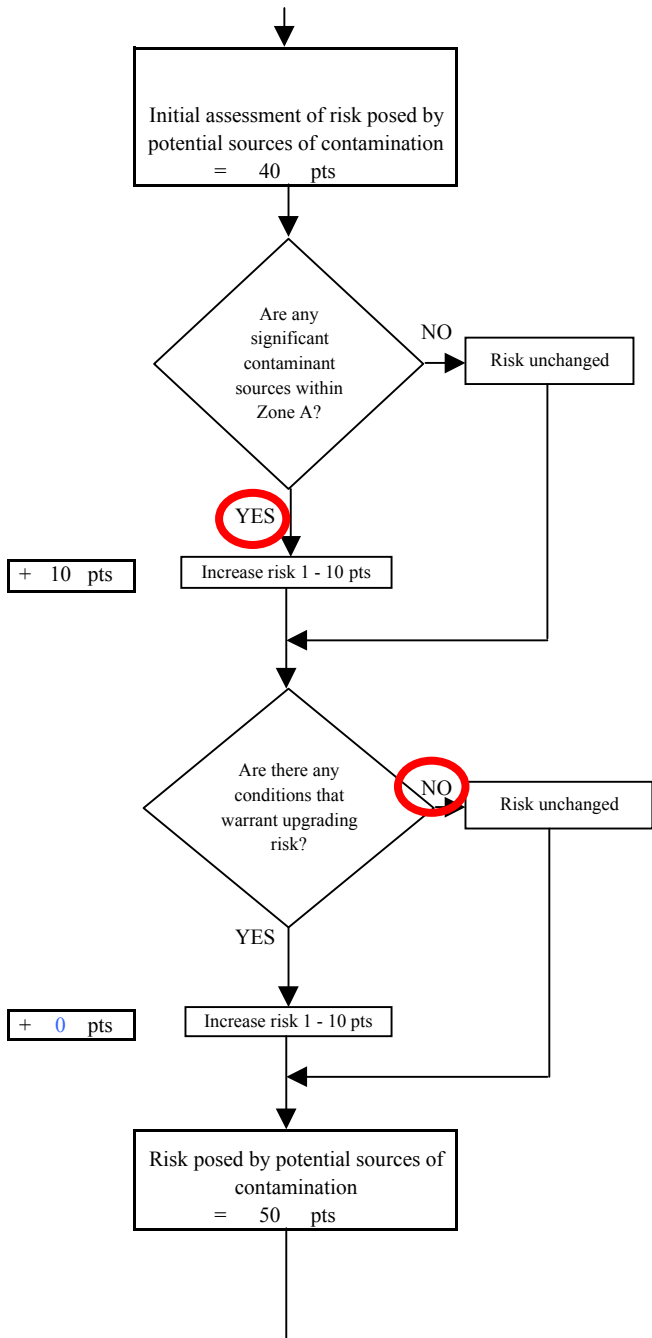 Initial assessment of risk posed by
potential sources of contamination
= 40 pts
Are any
significant
contaminant
sources within
Zone A?
NO
Risk unchanged
YES
+ 10 pts
Increase risk 1 - 10 pts
Are there any
conditions that
warrant upgrading
risk?
NO
Risk unchanged
YES
+ 0 pts
Increase risk 1 - 10 pts
Risk posed by potential sources of
contamination
= 50 pts